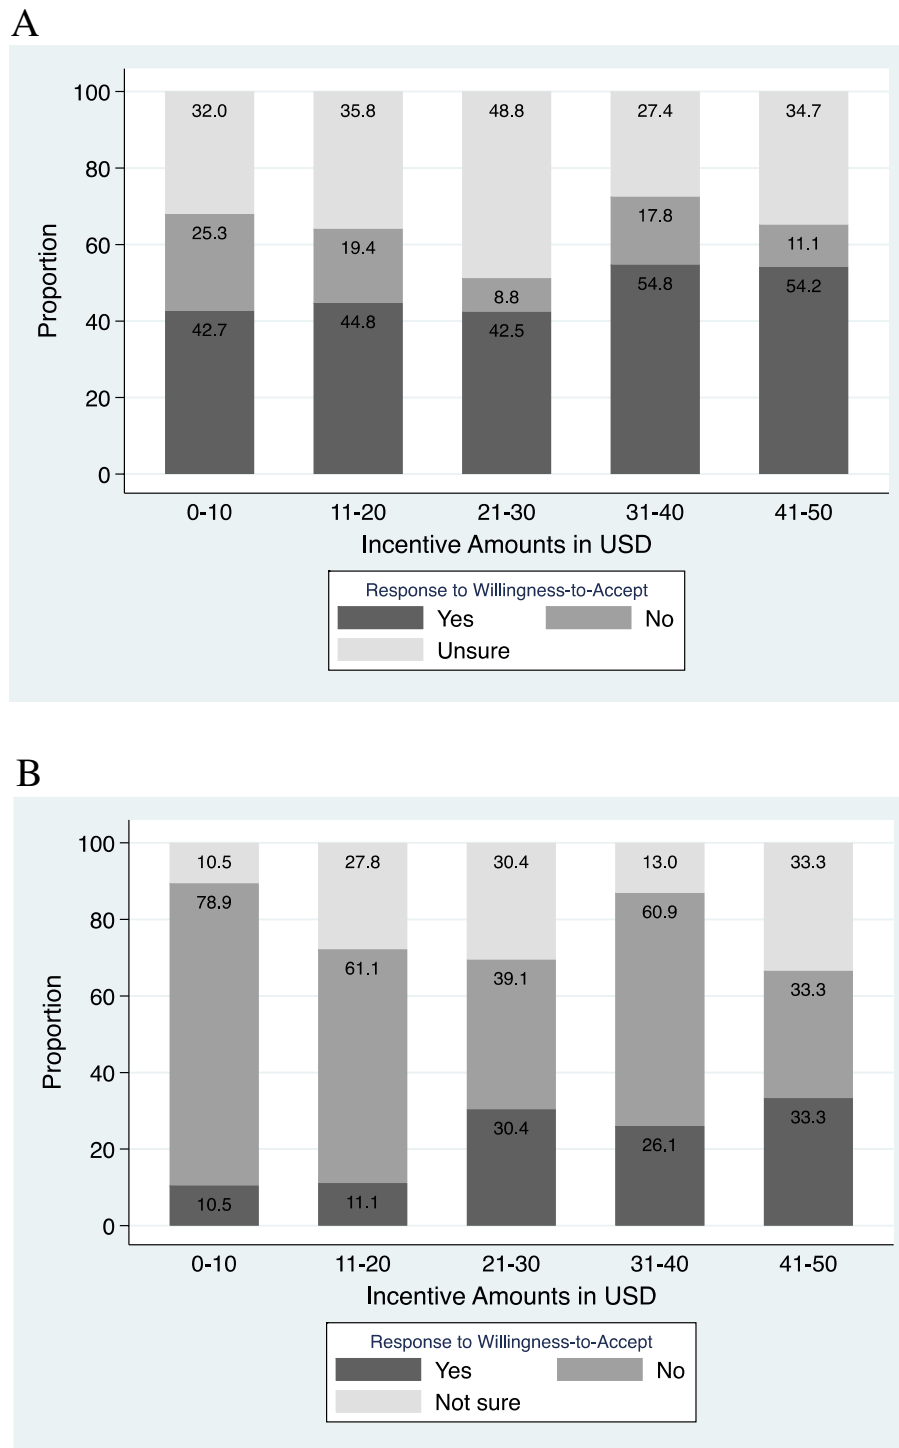 A
100
80
60
40
20
0
Proportion
32.0 35.8 48.8 27.4 34.7
25.3 19.4 8.8 17.8 11.1
42.7 44.8 42.5 54.8 54.2
0-10 11-20 21-30 31-40 41-50
Incentive Amounts in USD
Response to Willingness-to-Accept
Yes No
Unsure
B
100
80
60
40
20
0
Proportion
10.5 27.8 30.4 13.0 33.3
78.9 61.1 39.1 60.9 33.3
10.5 11.1 30.4 26.1 33.3
0-10 11-20 21-30 31-40 41-50
Incentive Amounts in USD
Response to Willingness-to-Accept
Yes No
Not sure